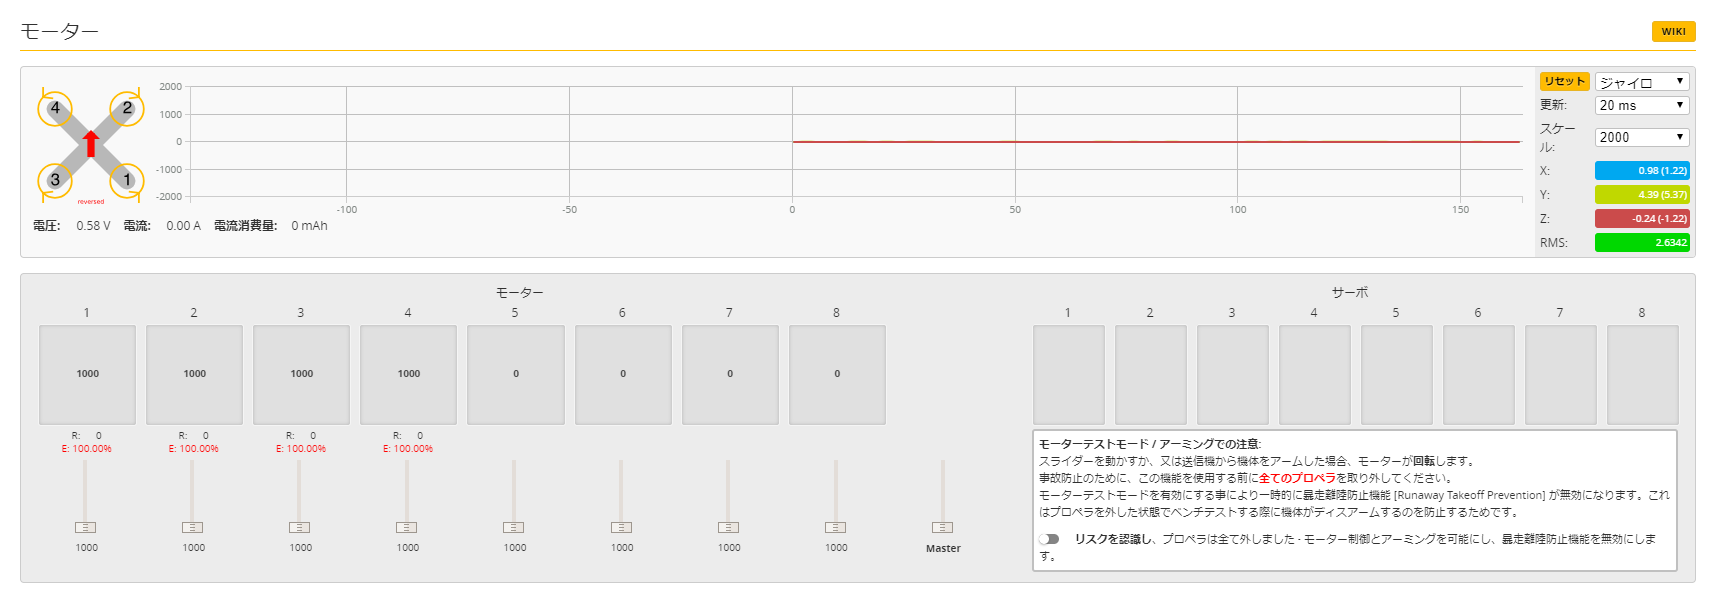 モーター
WIKI
4 2
3 1
reversed
2000
1000
0
-1000
-2000
-100 -50 0 50 100 150
電圧: 0.58 V 電流: 0.00 A 電流消費量: 0 mAh
リセット ジャイロ
更新: 20 ms
スケール: 2000
X: 0.98 (1.22)
Y: 4.39 (5.37)
Z: -0.24 (-1.22)
RMS: 2.6342
モーター
1 2 3 4 5 6 7 8
1000 1000 1000 1000 0 0 0 0
R: 0 R: 0 R: 0 R: 0
E: 100.00% E: 100.00% E: 100.00% E: 100.00%
1000 1000 1000 1000 1000 1000 1000 1000 Master
サーボ
1 2 3 4 5 6 7 8
モーターテストモード / アーミングでの注意:
スライダーを動かすか、又は送信機から機体をアームした場合、モーターが回転します。
事故防止のために、この機能を使用する前に全てのプロペラを取り外してください。
モーターテストモードを有効にする事により一時的に暴走離陸防止機能 [Runaway Takeoff Prevention] が無効になります。これ
はプロペラを外した状態でベンチテストする際に機体がディスアームするのを防止するためです。
リスクを認識し、プロペラは全て外しました - モーター制御とアーミングを可能にし、暴走離陸防止機能を無効にしま
す。